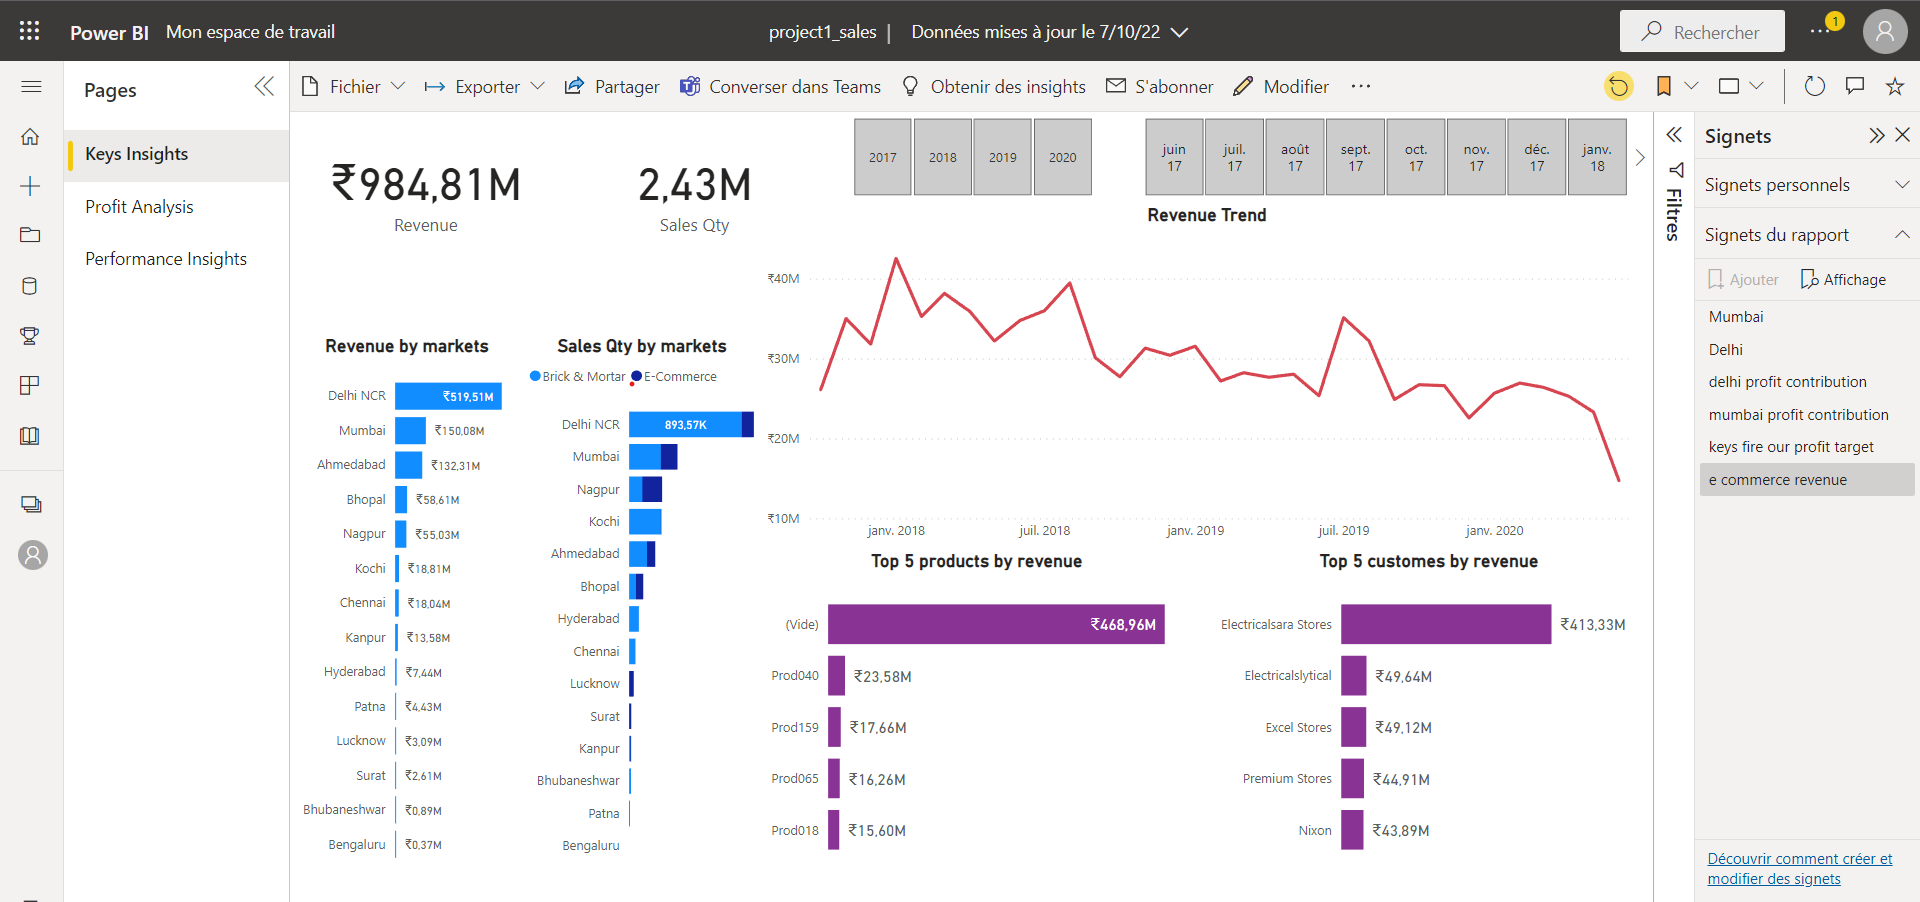 Power BI Mon espace de travail
project1_sales | Données mises à jour le 7/10/22
Rechercher
1
Pages
Keys Insights
Profit Analysis
Performance Insights
Fichier Exporter Partager Converser dans Teams Obtenir des insights S'abonner Modifier ...
₹984,81M
Revenue
2,43M
Sales Qty
2017 2018 2019 2020
juin 17
juil. 17
août 17
sept. 17
oct. 17
nov. 17
déc. 17
janv. 18
Revenue by markets
Delhi NCR ₹519,51M
Mumbai ₹150,08M
Ahmedabad ₹132,31M
Bhopal ₹58,61M
Nagpur ₹55,03M
Kochi ₹18,81M
Chennai ₹18,04M
Kanpur ₹13,58M
Hyderabad ₹7,44M
Patna ₹4,43M
Lucknow ₹3,09M
Surat ₹2,61M
Bhubaneshwar ₹0,89M
Bengaluru ₹0,37M
Sales Qty by markets
Brick & Mortar E-Commerce
Delhi NCR 893,57K
Mumbai
Nagpur
Kochi
Ahmedabad
Bhopal
Hyderabad
Chennai
Lucknow
Surat
Kanpur
Bhubaneshwar
Patna
Bengaluru
Revenue Trend
₹40M
₹30M
₹20M
₹10M
janv. 2018 juil. 2018 janv. 2019 juil. 2019 janv. 2020
Top 5 products by revenue
(Vide) ₹468,96M
Prod040 ₹23,58M
Prod159 ₹17,66M
Prod065 ₹16,26M
Prod018 ₹15,60M
Top 5 customes by revenue
Electricalsara Stores ₹413,33M
Electricalslytical ₹49,64M
Excel Stores ₹49,12M
Premium Stores ₹44,91M
Nixon ₹43,89M
Filtres
Signets
Signets personnels
Signets du rapport
Ajouter Affichage
Mumbai
Delhi
delhi profit contribution
mumbai profit contribution
keys fire our profit target
e commerce revenue
Découvrir comment créer et
modifier des signets